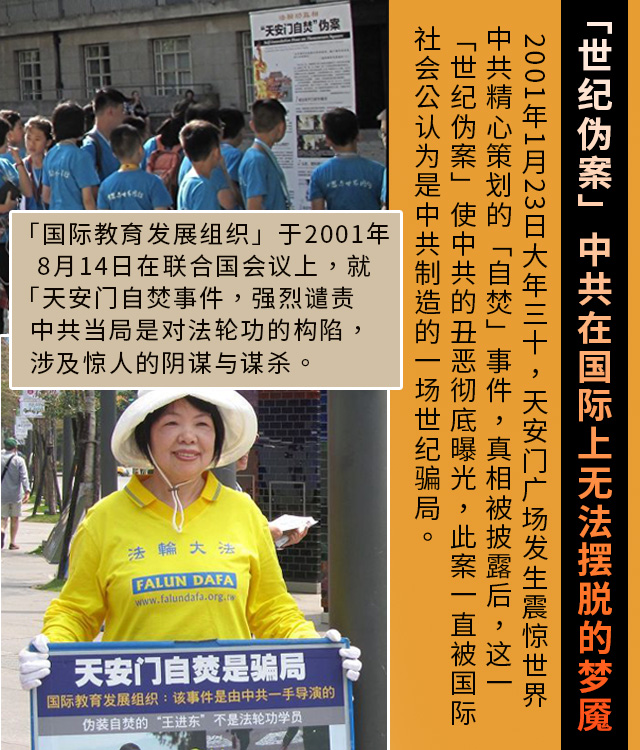 「世纪伪案」 中共在国际上无法摆脱的梦魇
2001年1月23日大年三十，天安门广场发生震惊世界
中共精心策划的「自焚」事件，真相被披露后，这一
「世纪伪案」使中共的丑恶彻底曝光，此案一直被国际
社会公认为是中共制造的一场世纪骗局。
“天安门自焚”伪案
「国际教育发展组织」于2001年
8月14日在联合国会议上，就
「天安门自焚事件，强烈谴责
中共当局是对法轮功的构陷，
涉及惊人的阴谋与谋杀。
法輪大法
FALUN DAFA
www.falundafa.org
天安门自焚是骗局
国际教育发展组织：该事件是由中共一手导演的
伪装自焚的“王进东”不是法轮功学员